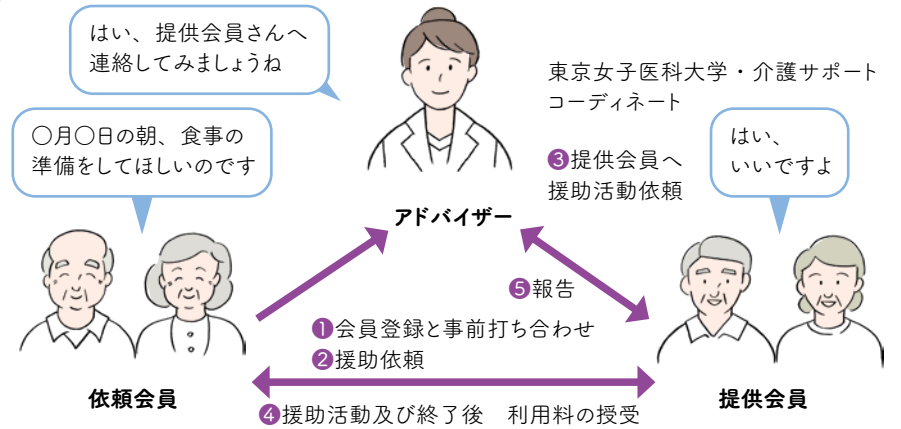 はい、提供会員さんへ
連絡してみましょうね
〇月〇日の朝、食事の
準備をしてほしいのです
東京女子医科大学・介護サポート
コーディネート
❸提供会員へ
援助活動依頼
はい、
いいですよ
アドバイザー
❺報告
❶会員登録と事前打ち合わせ
❷援助依頼
依頼会員
提供会員
❹援助活動及び終了後　利用料の授受